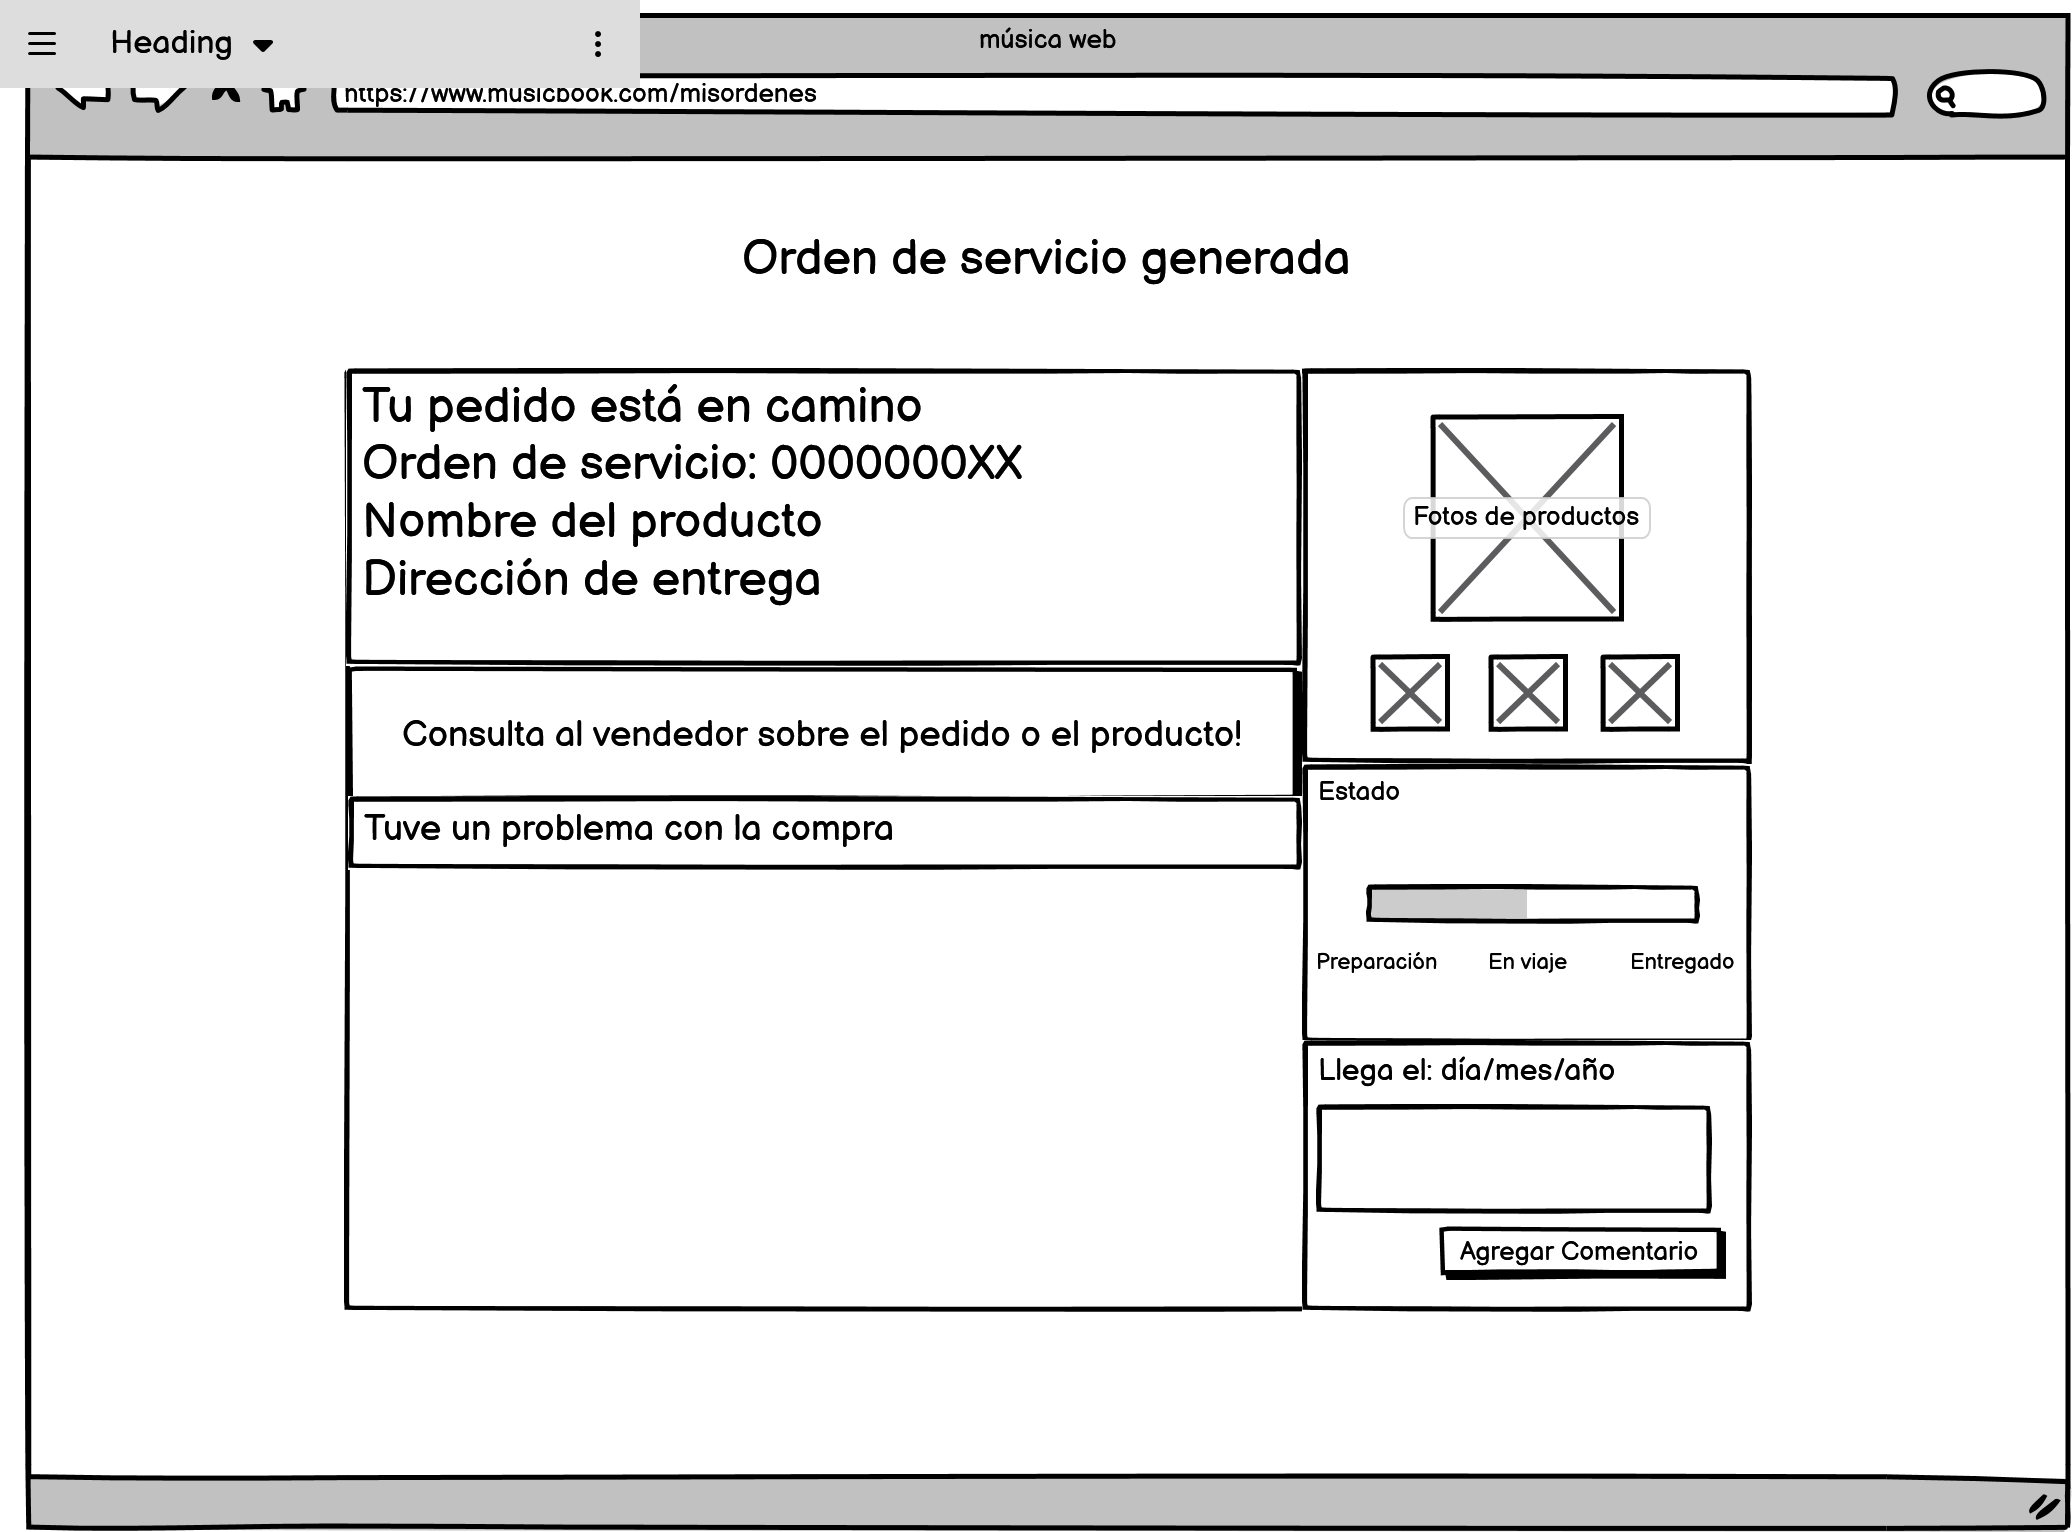 Heading
música web
https://www.musicbook.com/misordenes
Orden de servicio generada
Tu pedido está en camino
Orden de servicio: 0000000XX
Nombre del producto
Dirección de entrega
Fotos de productos
Consulta al vendedor sobre el pedido o el producto!
Tuve un problema con la compra
Estado
Preparación En viaje Entregado
Llega el: día/mes/año
Agregar Comentario